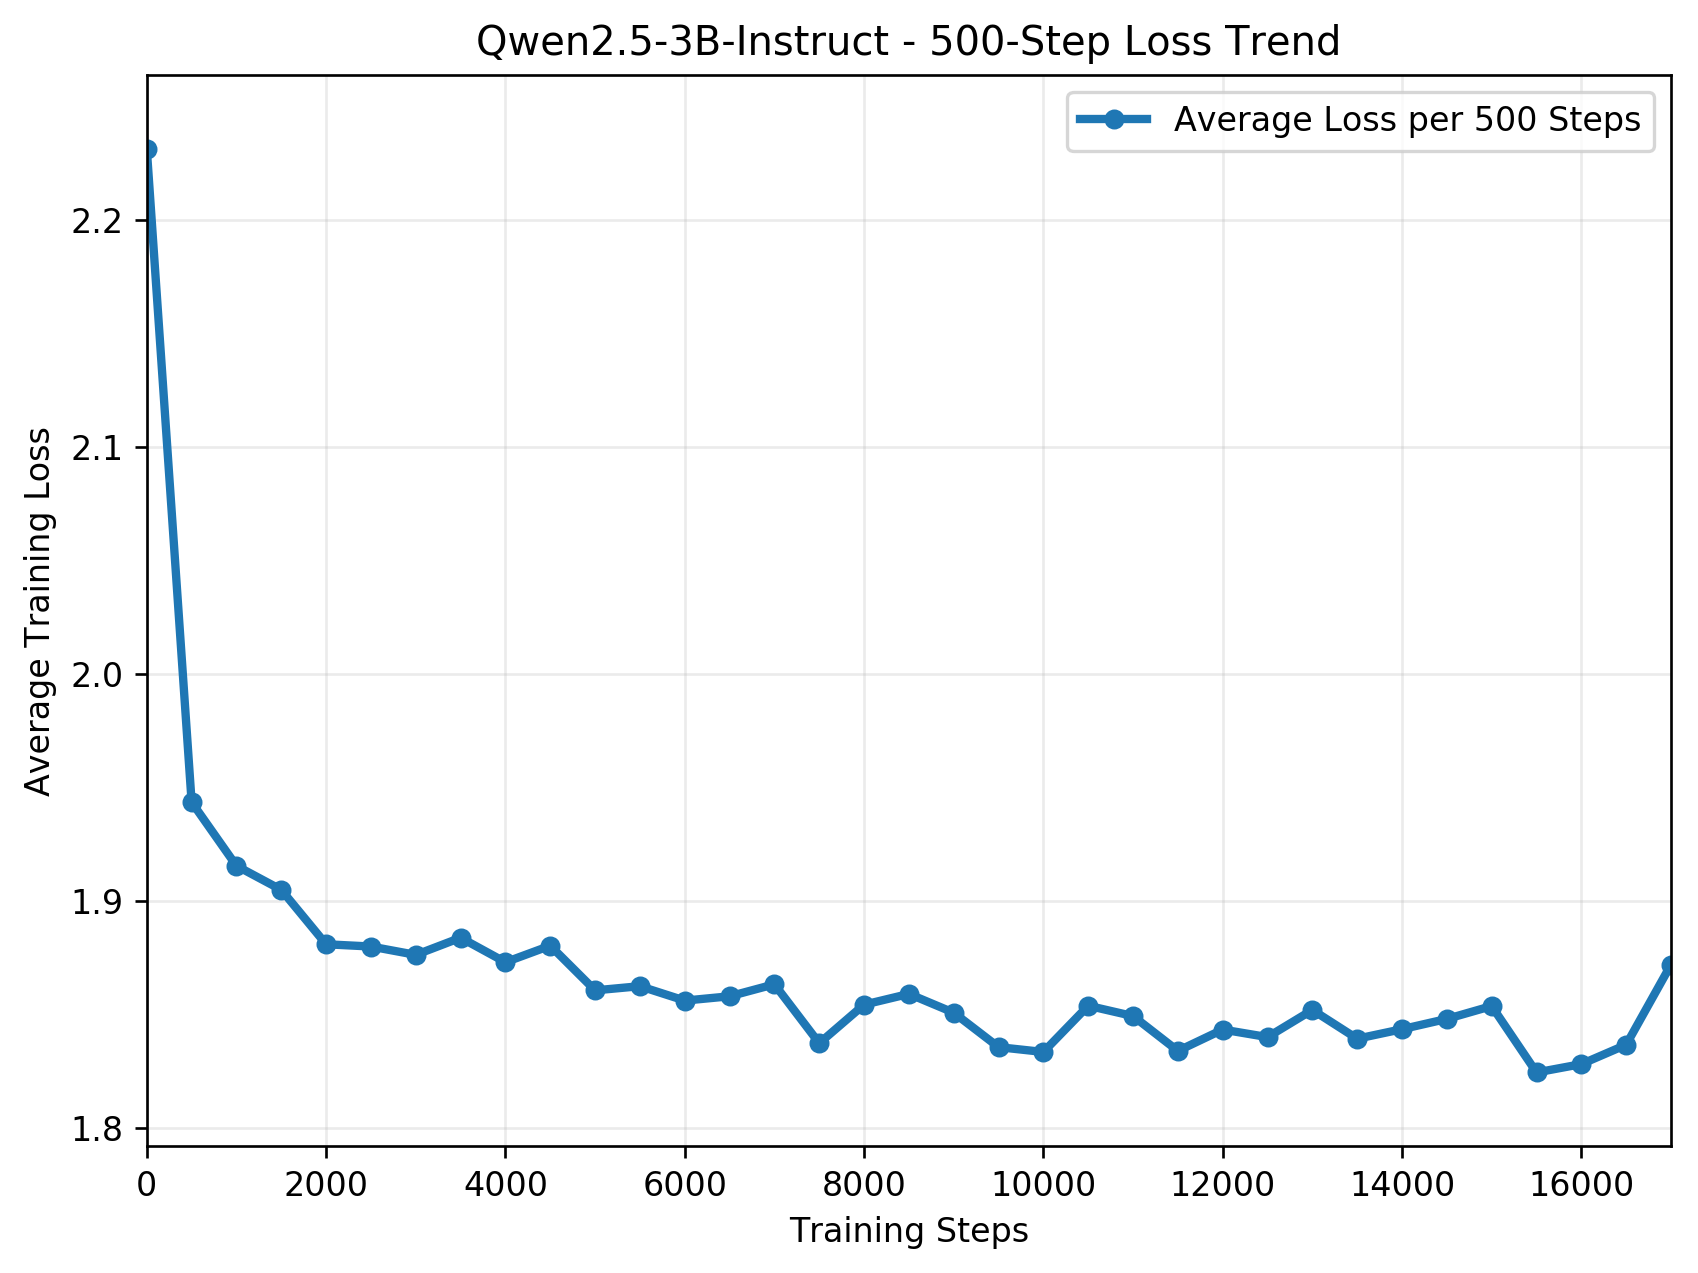 Qwen2.5-3B-Instruct - 500-Step Loss Trend
Average Loss per 500 Steps
Average Training Loss
2.2
2.1
2.0
1.9
1.8
0 2000 4000 6000 8000 10000 12000 14000 16000
Training Steps